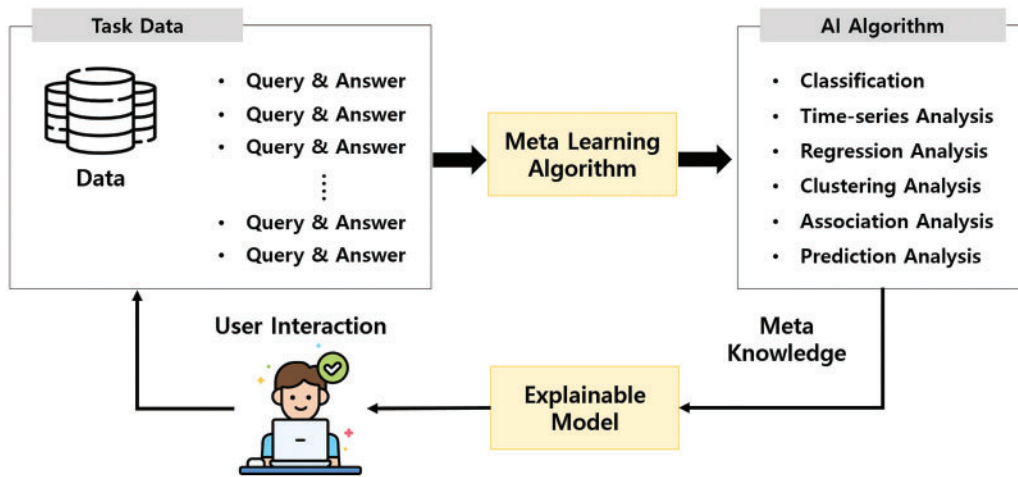 Task Data
Data
• Query & Answer
• Query & Answer
• Query & Answer
• Query & Answer
• Query & Answer
Meta Learning
Algorithm
AI Algorithm
• Classification
• Time-series Analysis
• Regression Analysis
• Clustering Analysis
• Association Analysis
• Prediction Analysis
User Interaction
Explainable
Model
Meta
Knowledge